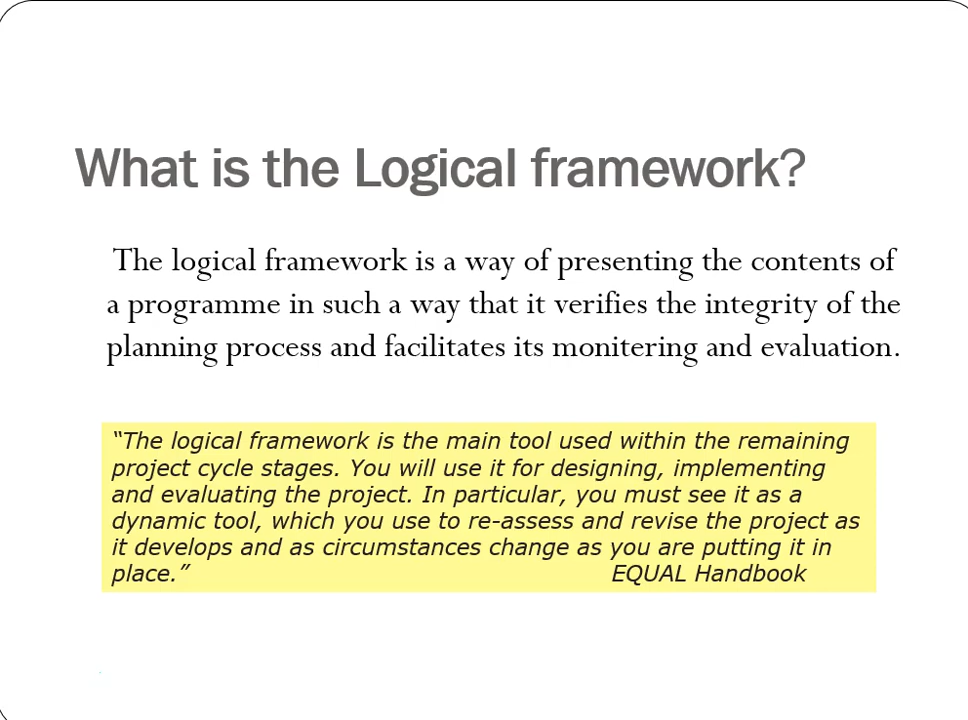 What is the Logical framework?
The logical framework is a way of presenting the contents of
a programme in such a way that it verifies the integrity of the
planning process and facilitates its monitering and evaluation.
“The logical framework is the main tool used within the remaining
project cycle stages. You will use it for designing, implementing
and evaluating the project. In particular, you must see it as a
dynamic tool, which you use to re-assess and revise the project as
it develops and as circumstances change as you are putting it in
place.” EQUAL Handbook